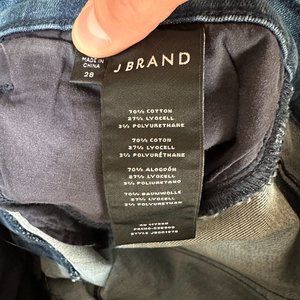 MADE IN
CHINA
28
J BRAND
70% COTTON
27% LYOCELL
3% POLYURETHANE
70% COTON
27% LYOCELL
3% POLYURÉTHANE
70% ALGODÓN
27% LYOCELL
3% POLIURETANO
70% BAUMWOLLE
27% LYOCELL
3% POLYURETHAN
STYLE